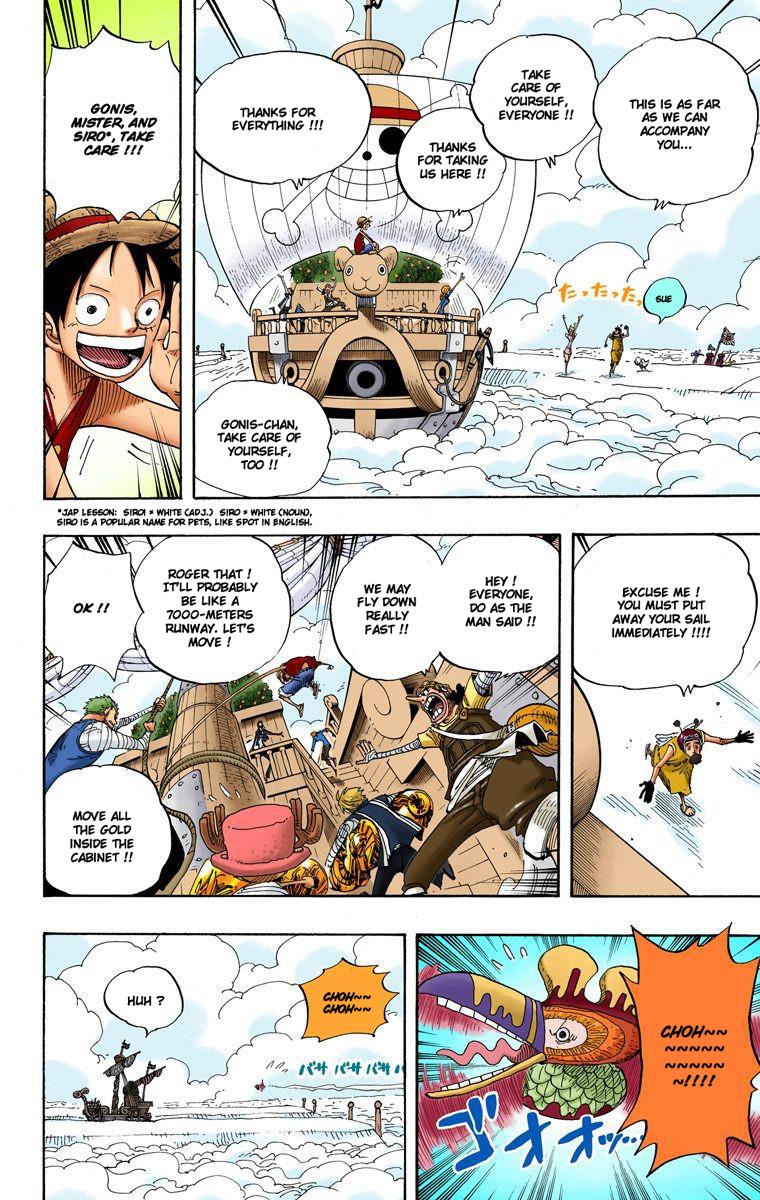 THIS IS AS FAR
AS WE CAN
ACCOMPANY
YOU...
TAKE
CARE OF
YOURSELF,
EVERYONE !!
THANKS
FOR TAKING
US HERE !!
THANKS FOR
EVERYTHING !!!
たったったっ
SUE
GONIS-CHAN,
TAKE CARE OF
YOURSELF,
TOO !!
GONIS,
MISTER, AND
SIRO*, TAKE
CARE !!!
*JAP LESSON: SIROI = WHITE (ADJ.) SIRO = WHITE (NOUN),
SIRO IS A POPULAR NAME FOR PETS, LIKE SPOT IN ENGLISH.
EXCUSE ME !
YOU MUST PUT
AWAY YOUR SAIL
IMMEDIATELY !!!!
HEY !
EVERYONE,
DO AS THE
MAN SAID !!
WE MAY
FLY DOWN
REALLY
FAST !!
ROGER THAT !
IT'LL PROBABLY
BE LIKE A
7000-METERS
RUNWAY. LET'S
MOVE !
OK !!
MOVE ALL
THE GOLD
INSIDE THE
CABINET !!
CHOH~~
~~~~~
~~~~~
~!!!!
ゴオオッ...
CHOH~~
CHOH~~
HUH ?
バサ バサバサバサ